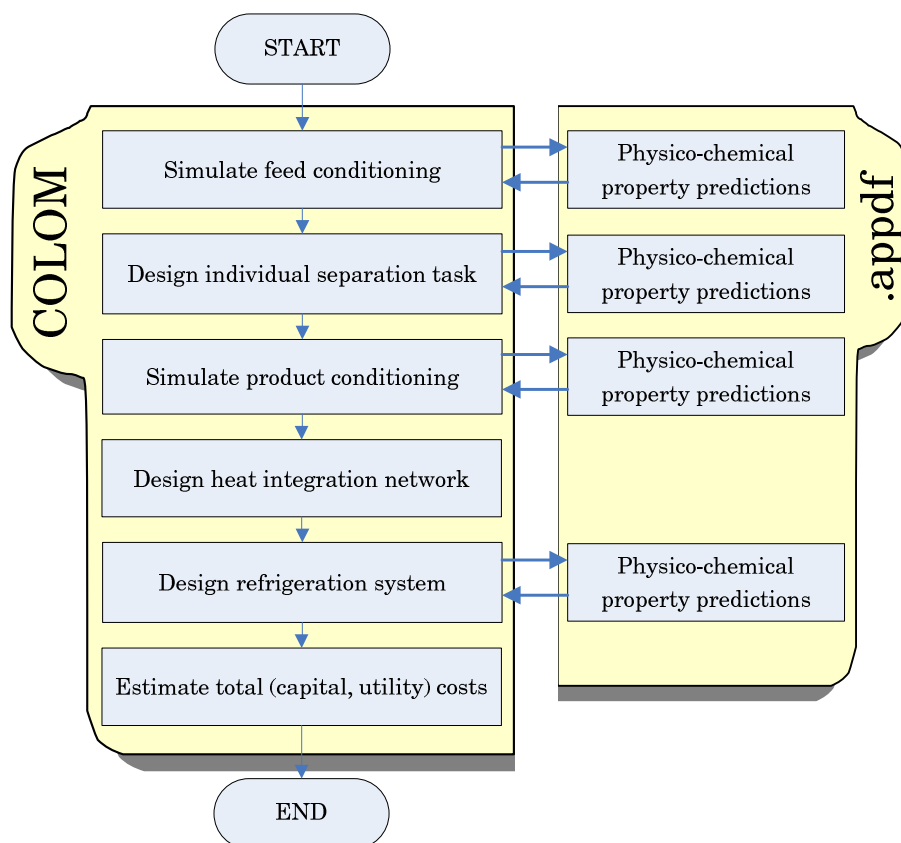 START
COLOM
Simulate feed conditioning
Physico-chemical
property predictions
.appdf
Design individual separation task
Physico-chemical
property predictions
Simulate product conditioning
Physico-chemical
property predictions
Design heat integration network
Design refrigeration system
Physico-chemical
property predictions
Estimate total (capital, utility) costs
END